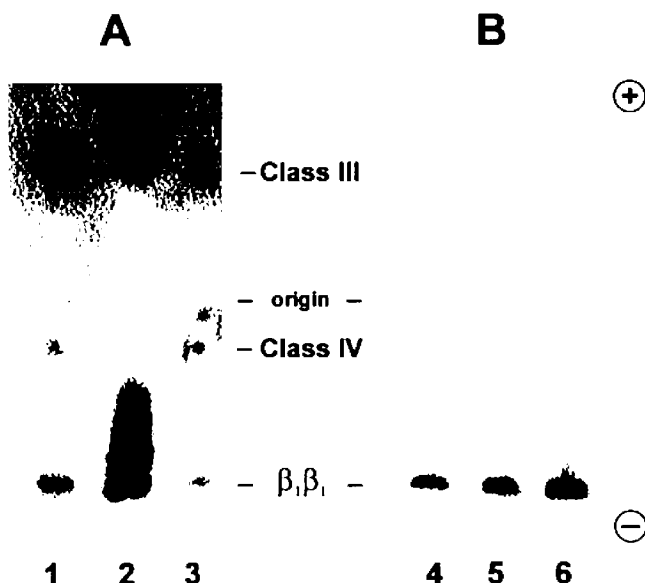 A B
+
– Class III
– origin –
– Class IV
– β₁β₁ –
−
1 2 3 4 5 6